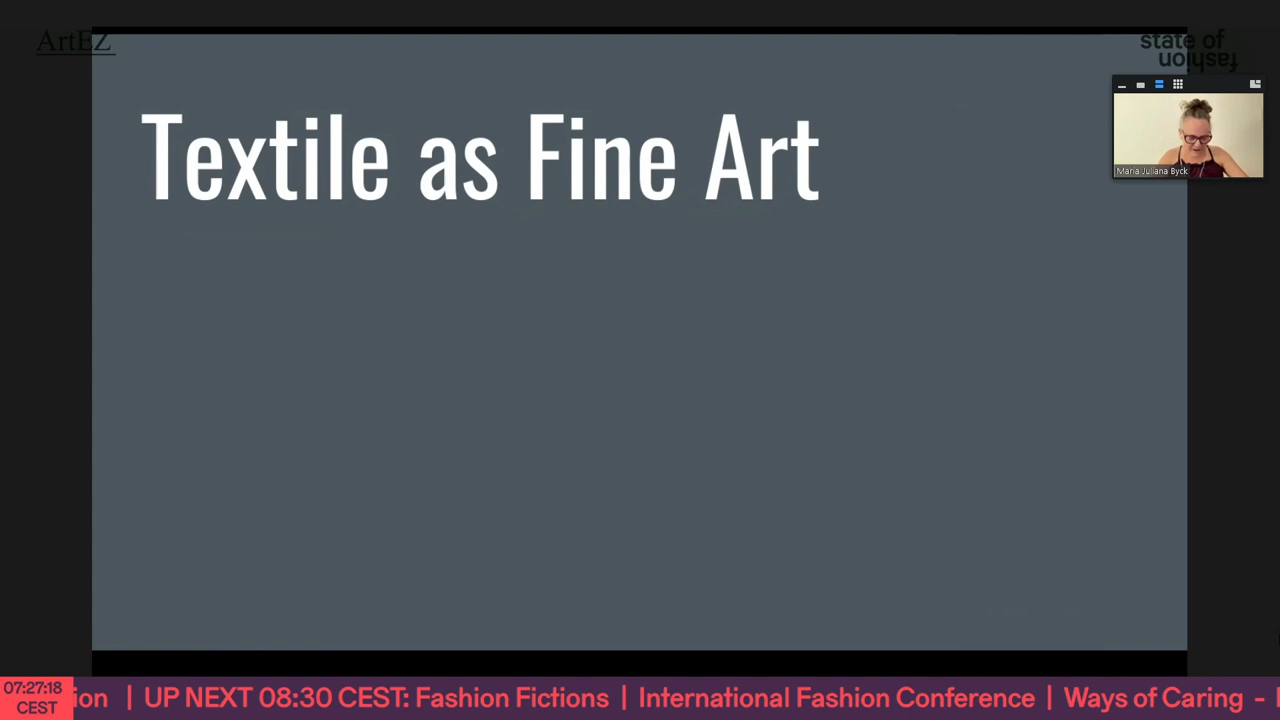 ArtEZ
state of
fashion
Textile as Fine Art
Maria Juliana Byck
07:27:18
CEST
ion | UP NEXT 08:30 CEST: Fashion Fictions | International Fashion Conference | Ways of Caring -